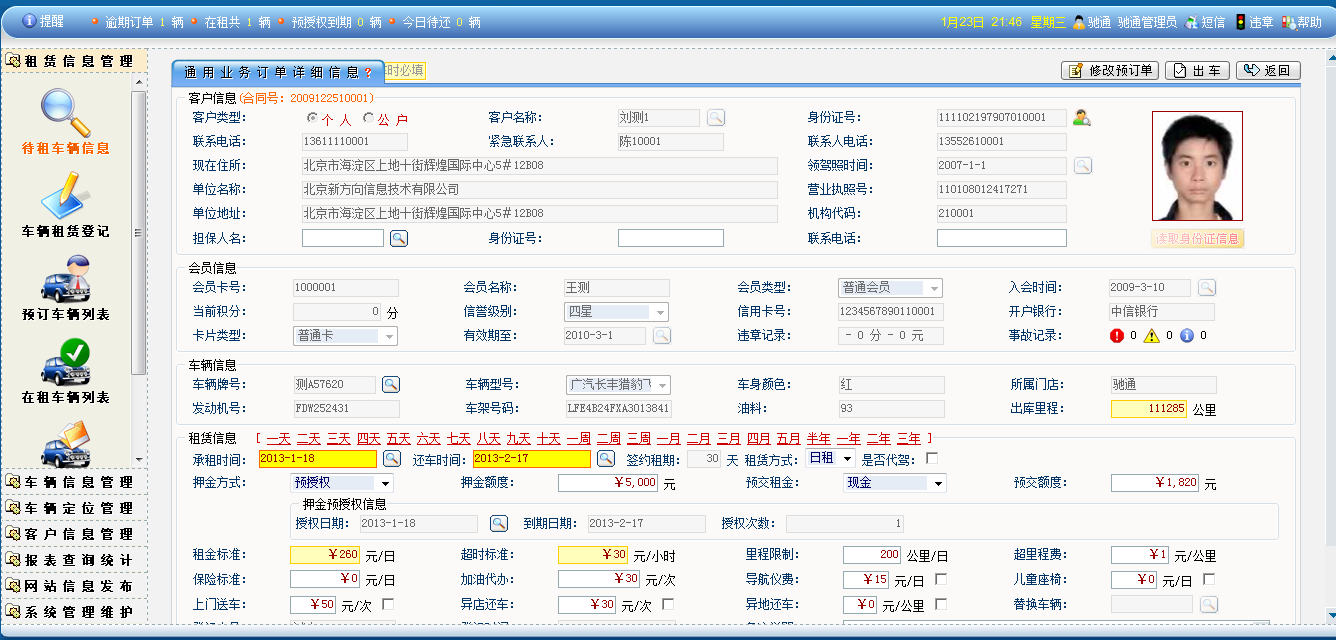 提醒 逾期订单 1 辆 在租共 1 辆 预授权到期 0 辆 今日待还 0 辆 1月23日 21:46 星期三 驰通 驰通管理员 短信 违章 帮助
租赁信息管理
待租车辆信息
车辆租赁登记
预订车辆列表
在租车辆列表
车辆信息管理
车辆定位管理
客户信息管理
报表查询统计
网站信息发布
系统管理维护
通用业务订单详细信息? 时必填 修改预订单 出 车 返回
客户信息(合同号: 2009122510001)
客户类型: 个 人 公 户 客户名称: 刘测1 身份证号: 111102197907010001
联系电话: 13611110001 紧急联系人: 陈10001 联系人电话: 13552610001
现在住所: 北京市海淀区上地十街辉煌国际中心5#12B08 领驾照时间: 2007-1-1
单位名称: 北京新方向信息技术有限公司 营业执照号: 110108012417271
单位地址: 北京市海淀区上地十街辉煌国际中心5#12B08 机构代码: 210001
担保人名: 身份证号: 联系电话: 读取身份证信息
会员信息
会员卡号: 1000001 会员名称: 王测 会员类型: 普通会员 入会时间: 2009-3-10
当前积分: 0 分 信誉级别: 四星 信用卡号: 1234567890110001 开户银行: 中信银行
卡片类型: 普通卡 有效期至: 2010-3-1 违章记录: - 0 分 - 0 元 事故记录: 0 0 0
车辆信息
车辆牌号: 测A57620 车辆型号: 广汽长丰猎豹飞 车身颜色: 红 所属门店: 驰通
发动机号: FDW252431 车架号码: LFE4B24FXA3013841 油料: 93 出库里程: 111285 公里
租赁信息 [ 一天 二天 三天 四天 五天 六天 七天 八天 九天 十天 一周 二周 三周 一月 二月 三月 四月 五月 半年 一年 二年 三年 ]
承租时间: 2013-1-18 还车时间: 2013-2-17 签约租期: 30 天 租赁方式: 日租 是否代驾:
押金方式: 预授权 押金额度: ¥5,000 元 预交租金: 现金 预交额度: ¥1,820 元
押金预授权信息
授权日期: 2013-1-18 到期日期: 2013-2-17 授权次数: 1
租金标准: ¥260 元/日 超时标准: ¥30 元/小时 里程限制: 200 公里/日 超里程费: ¥1 元/公里
保险标准: ¥0 元/日 加油代办: ¥30 元/次 导航仪费: ¥15 元/日 儿童座椅: ¥0 元/日
上门送车: ¥50 元/次 异店还车: ¥30 元/次 异地还车: ¥0 元/公里 替换车辆: